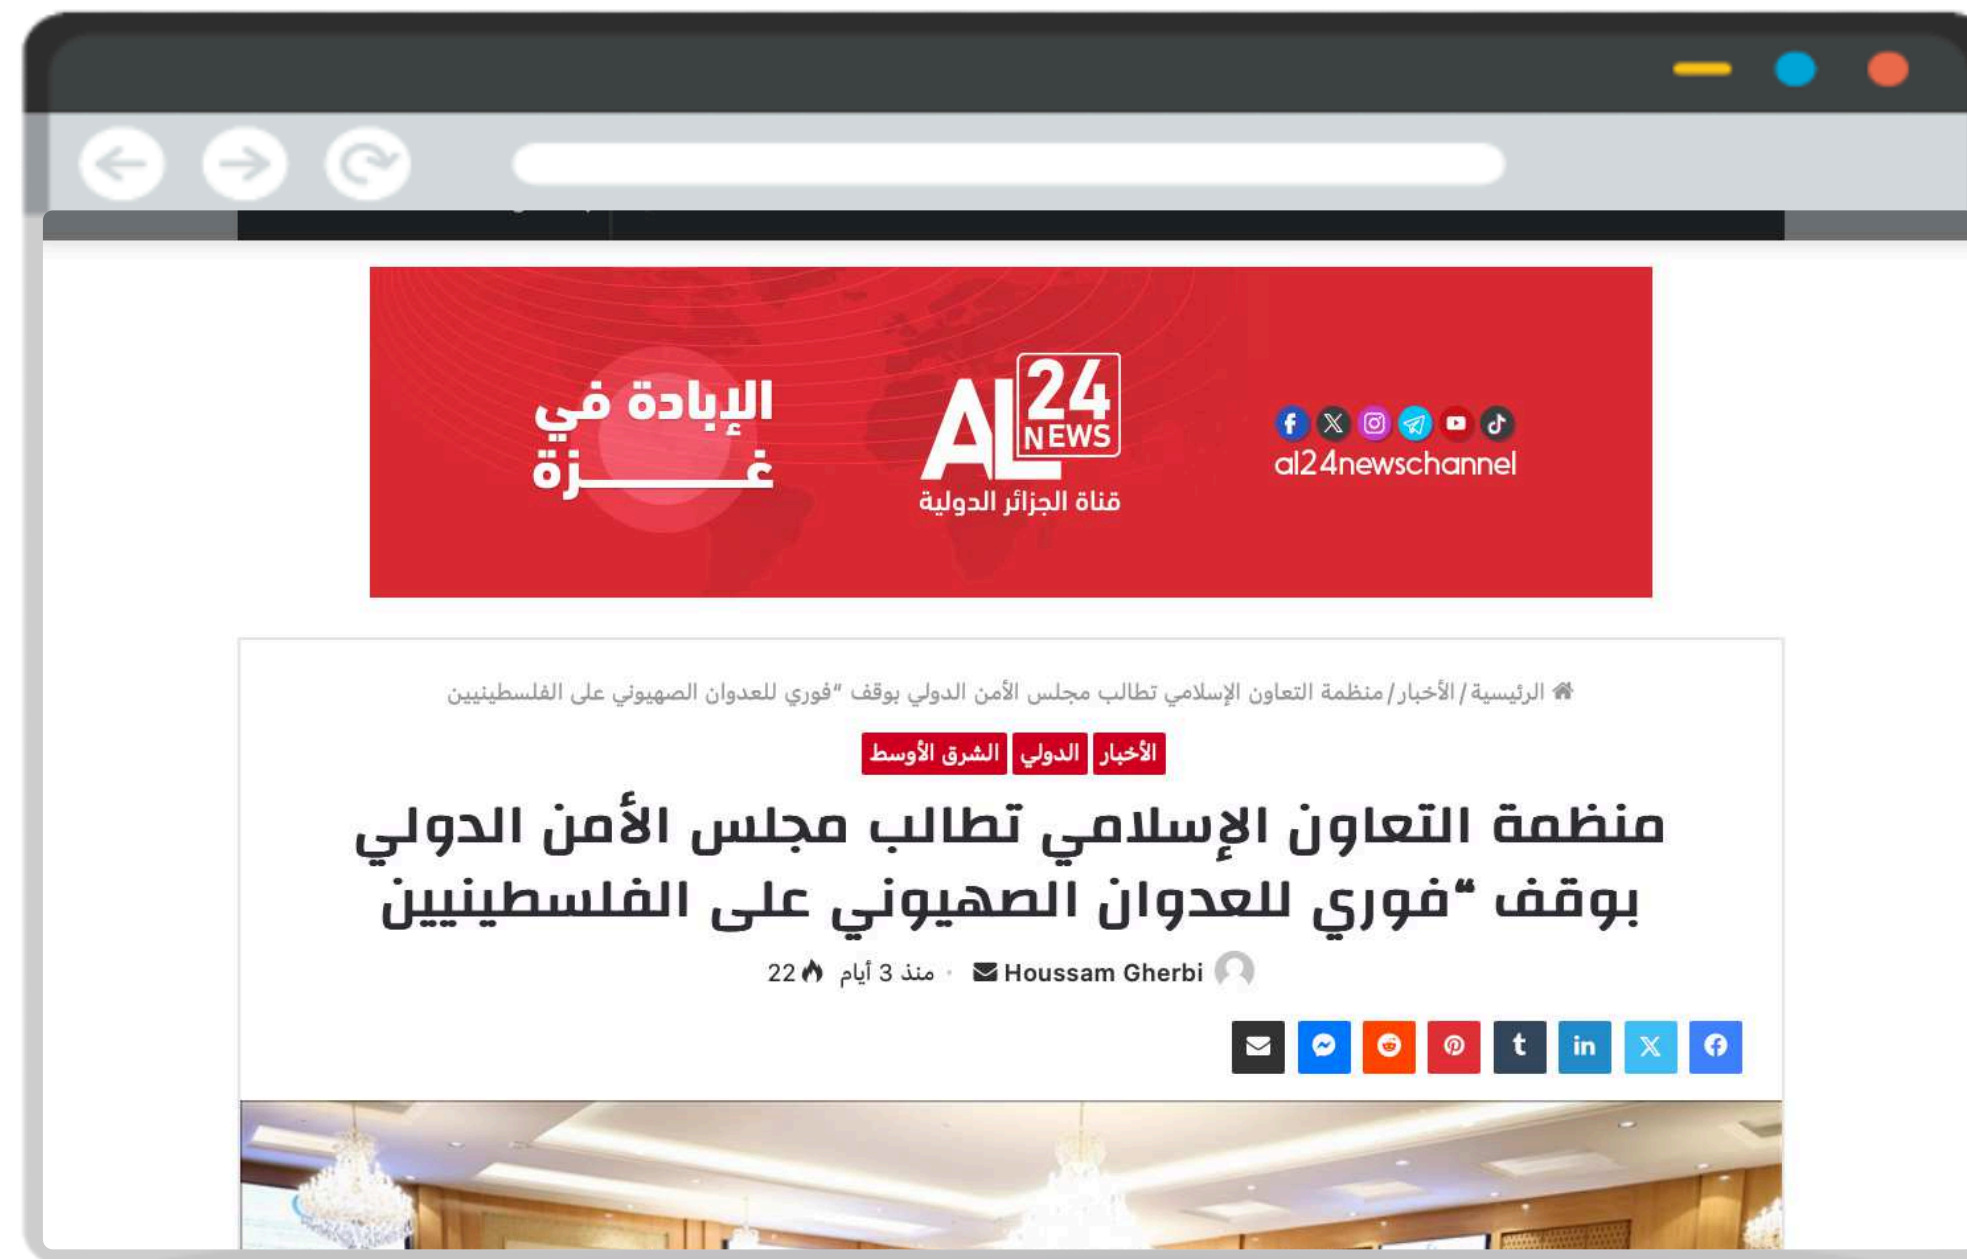 الإبادة في
غـــــزة
AL 24
NEWS
قناة الجزائر الدولية
al24newschannel
الرئيسية / الأخبار / منظمة التعاون الإسلامي تطالب مجلس الأمن الدولي بوقف “فوري للعدوان الصهيوني على الفلسطينيين
الأخبار الدولي الشرق الأوسط
منظمة التعاون الإسلامي تطالب مجلس الأمن الدولي
بوقف “فوري للعدوان الصهيوني على الفلسطينيين
Houssam Gherbi · منذ 3 أيام 22